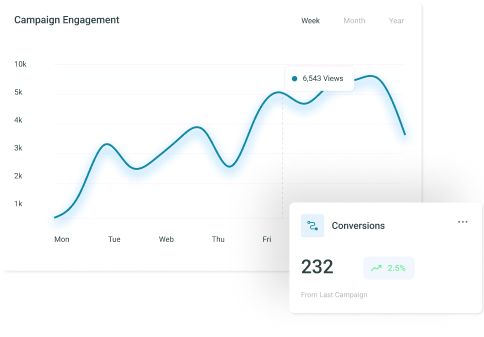 Campaign Engagement
Week Month Year
10k
6,543 Views
5k
4k
3k
2k
1k
Mon Tue Web Thu Fri
Conversions
232
2.5%
From Last Campaign